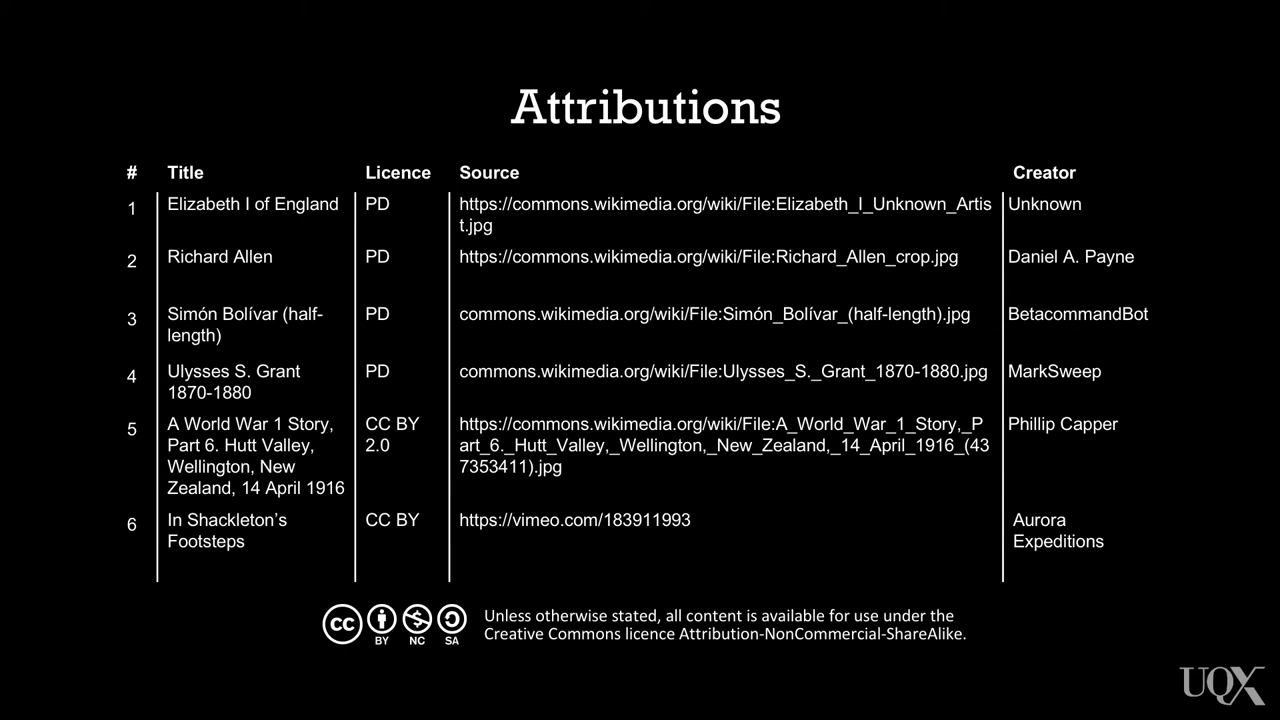 Attributions
# Title Licence Source Creator
1 Elizabeth I of England PD https://commons.wikimedia.org/wiki/File:Elizabeth_I_Unknown_Artis Unknown
t.jpg
2 Richard Allen PD https://commons.wikimedia.org/wiki/File:Richard_Allen_crop.jpg Daniel A. Payne
3 Simón Bolívar (half- PD commons.wikimedia.org/wiki/File:Simón_Bolívar_(half-length).jpg BetacommandBot
length)
4 Ulysses S. Grant PD commons.wikimedia.org/wiki/File:Ulysses_S._Grant_1870-1880.jpg MarkSweep
1870-1880
5 A World War 1 Story, CC BY https://commons.wikimedia.org/wiki/File:A_World_War_1_Story,_P Phillip Capper
Part 6. Hutt Valley, 2.0 art_6._Hutt_Valley,_Wellington,_New_Zealand,_14_April_1916_(43
Wellington, New 7353411).jpg
Zealand, 14 April 1916
6 In Shackleton’s CC BY https://vimeo.com/183911993 Aurora
Footsteps Expeditions
cc BY NC SA
Unless otherwise stated, all content is available for use under the
Creative Commons licence Attribution-NonCommercial-ShareAlike.
UQX